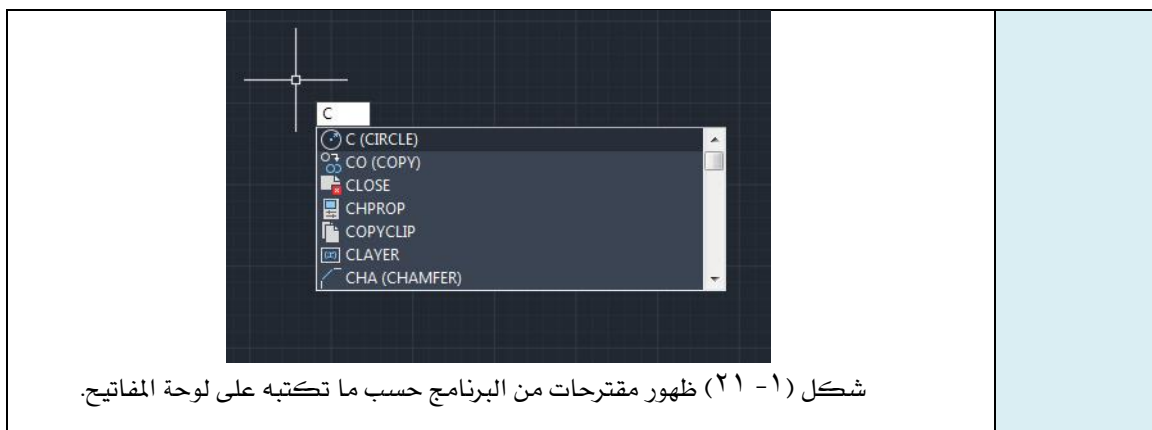 C
C (CIRCLE)
CO (COPY)
CLOSE
CHPROP
COPYCLIP
CLAYER
CHA (CHAMFER)
شكل (١- ٢١) ظهور مقترحات من البرنامج حسب ما تكتبه على لوحة المفاتيح.